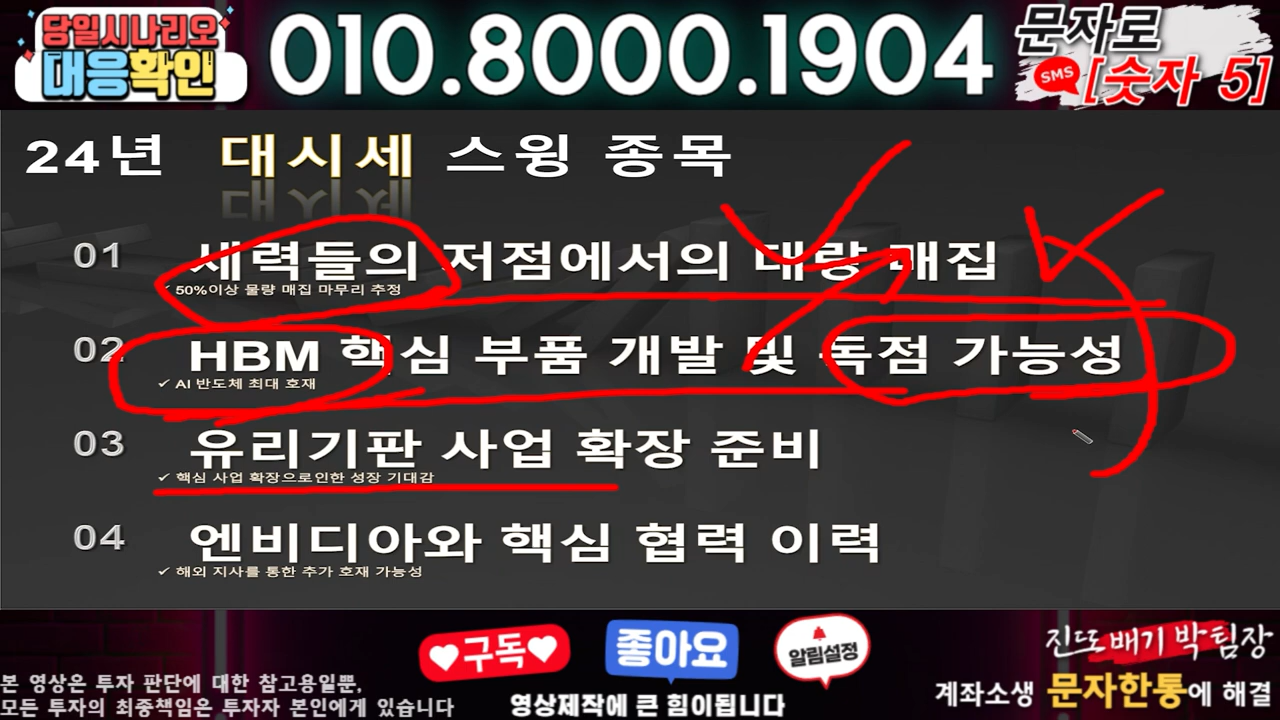 당일시나리오
대응확인
010.8000.1904
문자로
SMS
[숫자 5]
24년 대시세 스윙 종목
01 세력들의 저점에서의 대량 매집
✓ 50%이상 물량 매집 마무리 추정
02 HBM 핵심 부품 개발 및 독점 가능성
✓ AI 반도체 최대 호재
03 유리기판 사업 확장 준비
✓ 핵심 사업 확장으로인한 성장 기대감
04 엔비디아와 핵심 협력 이력
✓ 해외 지사를 통한 추가 호재 가능성
구독
좋아요
알림설정
진또배기 박팀장
본 영상은 투자 판단에 대한 참고용일뿐,
모든 투자의 최종책임은 투자자 본인에게 있습니다
영상제작에 큰 힘이됩니다
계좌소생 문자한통에 해결